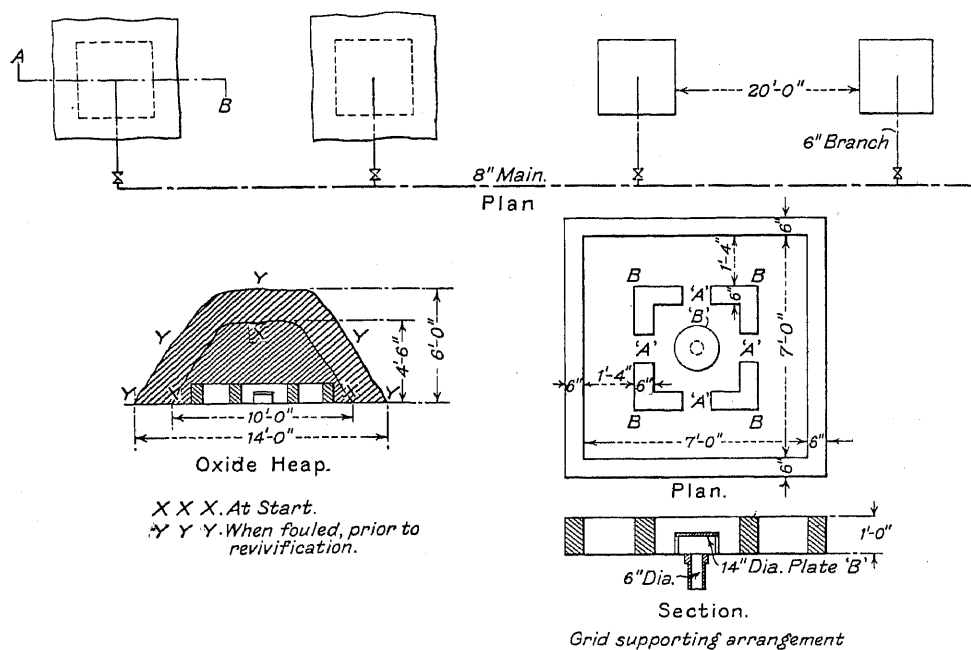 A
B
20'-0"
6" Branch
8" Main.
Plan
Y
Y
Y
X
4'-6"
6'-0"
Y
X
X
Y
10'-0"
14'-0"
Oxide Heap.
X X X. At Start.
Y Y Y. When fouled, prior to
revivification.
6"
1'-4"
B
'A'
B
6"
'B'
'A'
'A'
7'-0"
6"
1'-4"
6"
'A'
B
B
7'-0"
6"
6"
Plan.
1'-0"
6" Dia.
14" Dia. Plate 'B'
Section.
Grid supporting arrangement